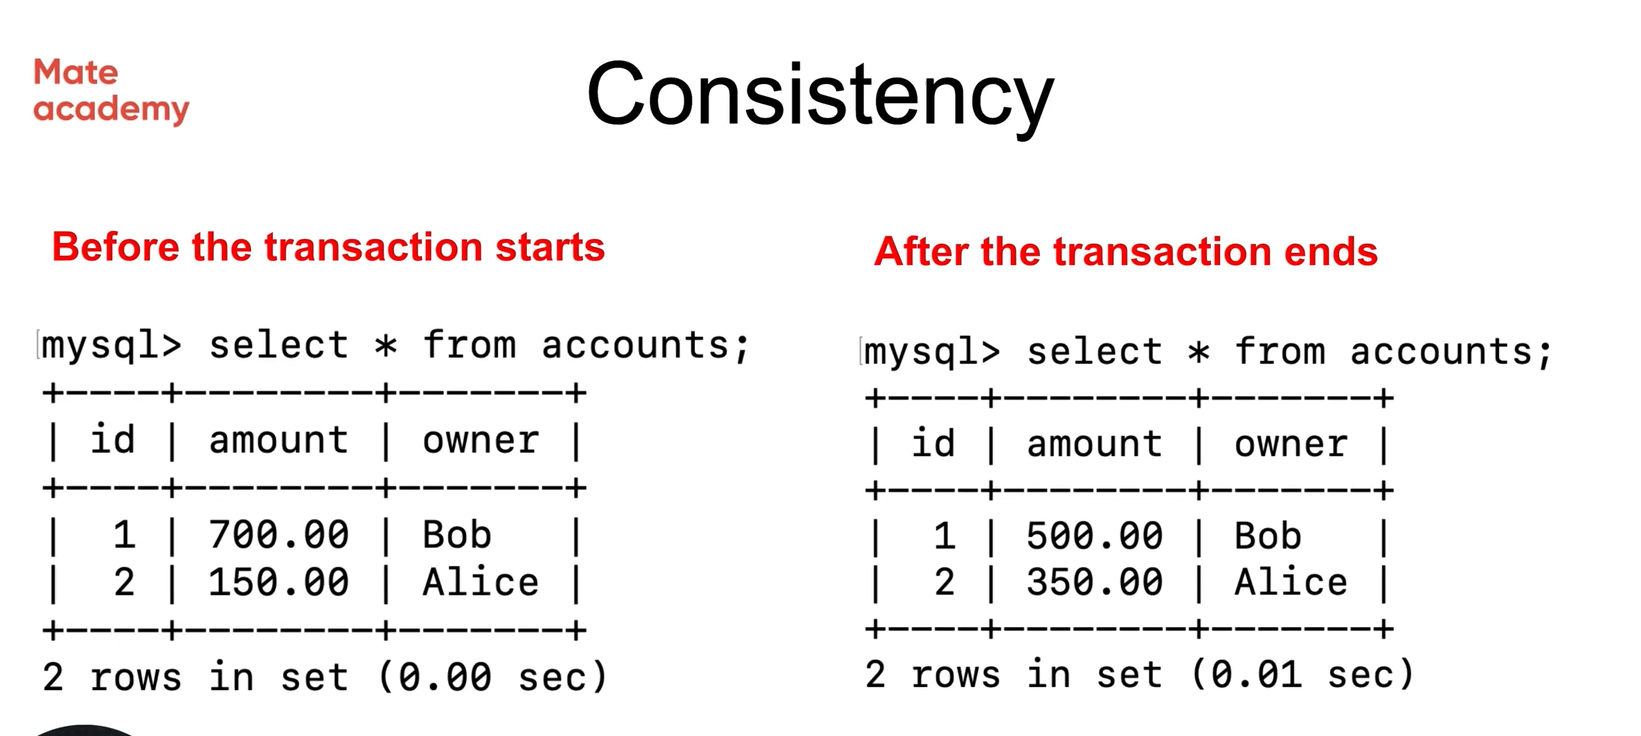 Mate
academy
Consistency
Before the transaction starts
mysql> select * from accounts;
+----+--------+-------+
| id | amount | owner |
+----+--------+-------+
| 1 | 700.00 | Bob |
| 2 | 150.00 | Alice |
+----+--------+-------+
2 rows in set (0.00 sec)
After the transaction ends
mysql> select * from accounts;
+----+--------+-------+
| id | amount | owner |
+----+--------+-------+
| 1 | 500.00 | Bob |
| 2 | 350.00 | Alice |
+----+--------+-------+
2 rows in set (0.01 sec)